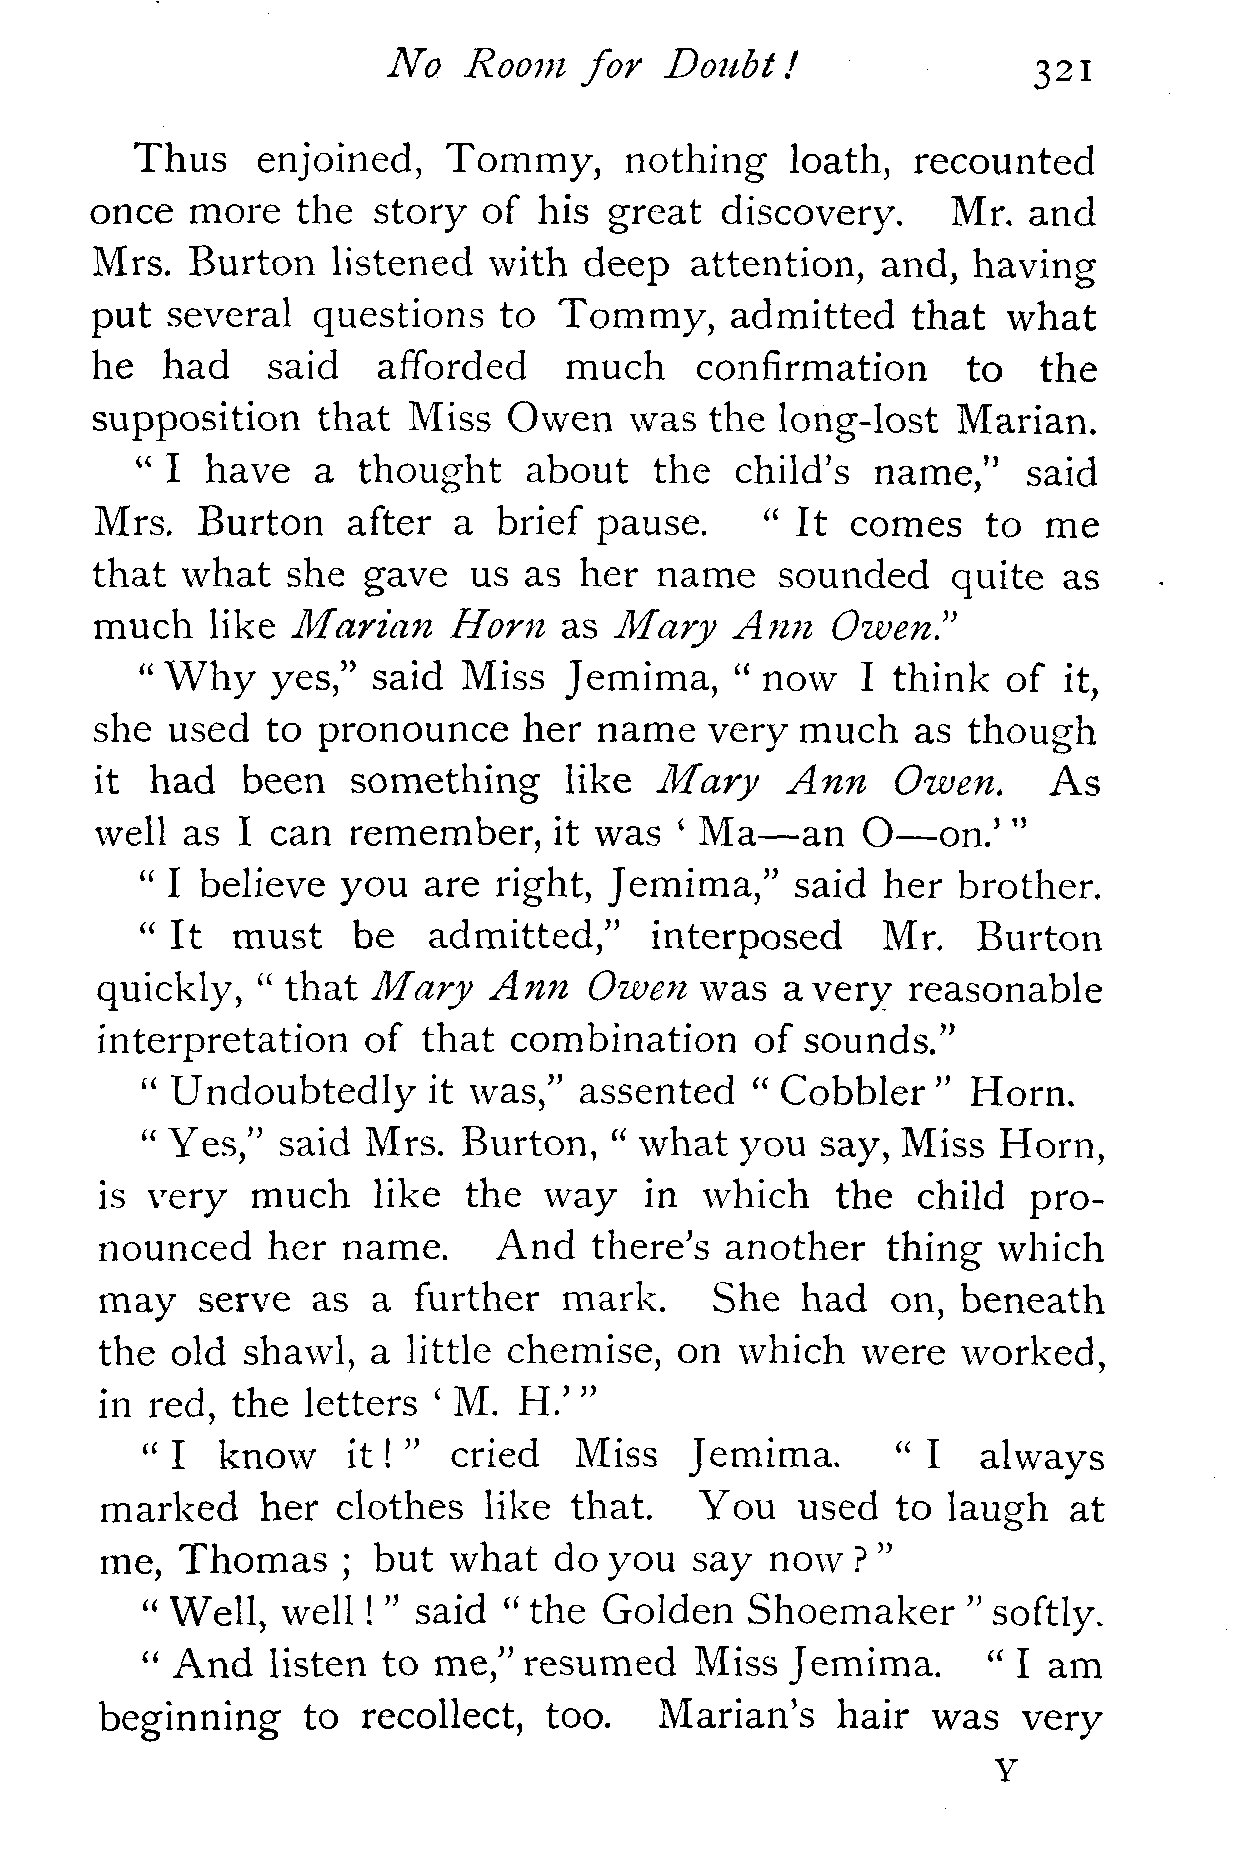 No Room for Doubt! 321
Thus enjoined, Tommy, nothing loath, recounted
once more the story of his great discovery. Mr. and
Mrs. Burton listened with deep attention, and, having
put several questions to Tommy, admitted that what
he had said afforded much confirmation to the
supposition that Miss Owen was the long-lost Marian.
“ I have a thought about the child’s name,” said
Mrs. Burton after a brief pause. “ It comes to me
that what she gave us as her name sounded quite as
much like Marian Horn as Mary Ann Owen.”
“ Why yes,” said Miss Jemima, “ now I think of it,
she used to pronounce her name very much as though
it had been something like Mary Ann Owen. As
well as I can remember, it was ‘ Ma—an O—on.’ ”
“ I believe you are right, Jemima,” said her brother.
“ It must be admitted,” interposed Mr. Burton
quickly, “ that Mary Ann Owen was a very reasonable
interpretation of that combination of sounds.”
“ Undoubtedly it was,” assented “ Cobbler ” Horn.
“ Yes,” said Mrs. Burton, “ what you say, Miss Horn,
is very much like the way in which the child pro-
nounced her name. And there’s another thing which
may serve as a further mark. She had on, beneath
the old shawl, a little chemise, on which were worked,
in red, the letters ‘ M. H.’ ”
“ I know it ! ” cried Miss Jemima. “ I always
marked her clothes like that. You used to laugh at
me, Thomas ; but what do you say now ? ”
“ Well, well ! ” said “ the Golden Shoemaker ” softly.
“ And listen to me,” resumed Miss Jemima. “ I am
beginning to recollect, too. Marian’s hair was very
Y